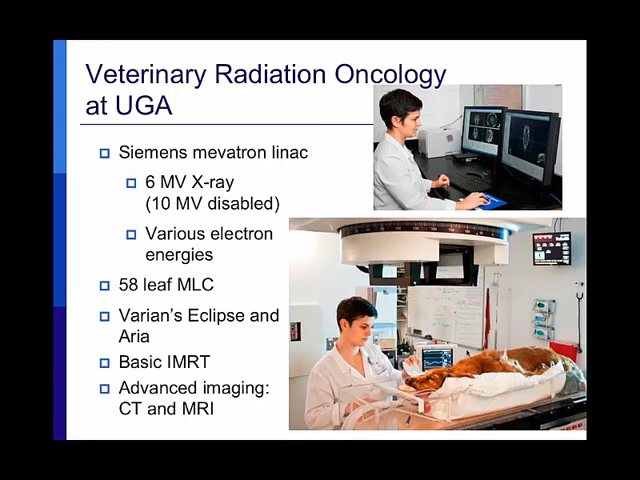 Veterinary Radiation Oncology
at UGA
Siemens mevatron linac
6 MV X-ray
(10 MV disabled)
Various electron
energies
58 leaf MLC
Varian's Eclipse and
Aria
Basic IMRT
Advanced imaging:
CT and MRI